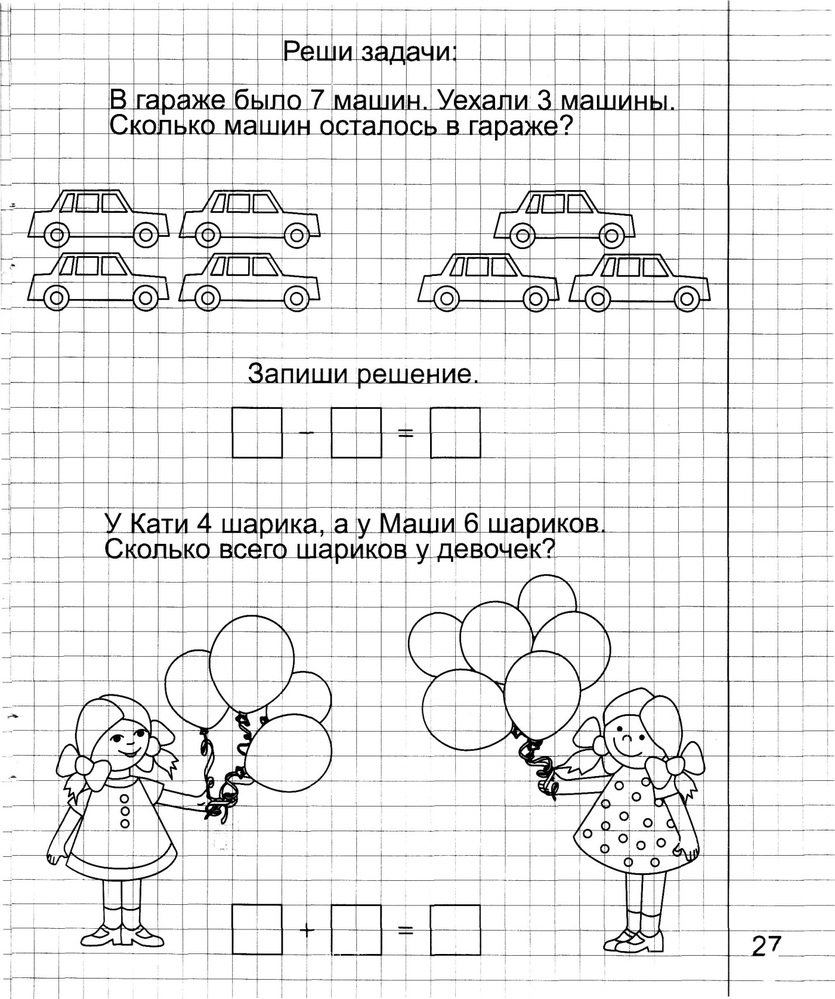 Реши задачи:
В гараже было 7 машин. Уехали 3 машины.
Сколько машин осталось в гараже?
Запиши решение.
- =
У Кати 4 шарика, а у Маши 6 шариков.
Сколько всего шариков у девочек?
+ =
27